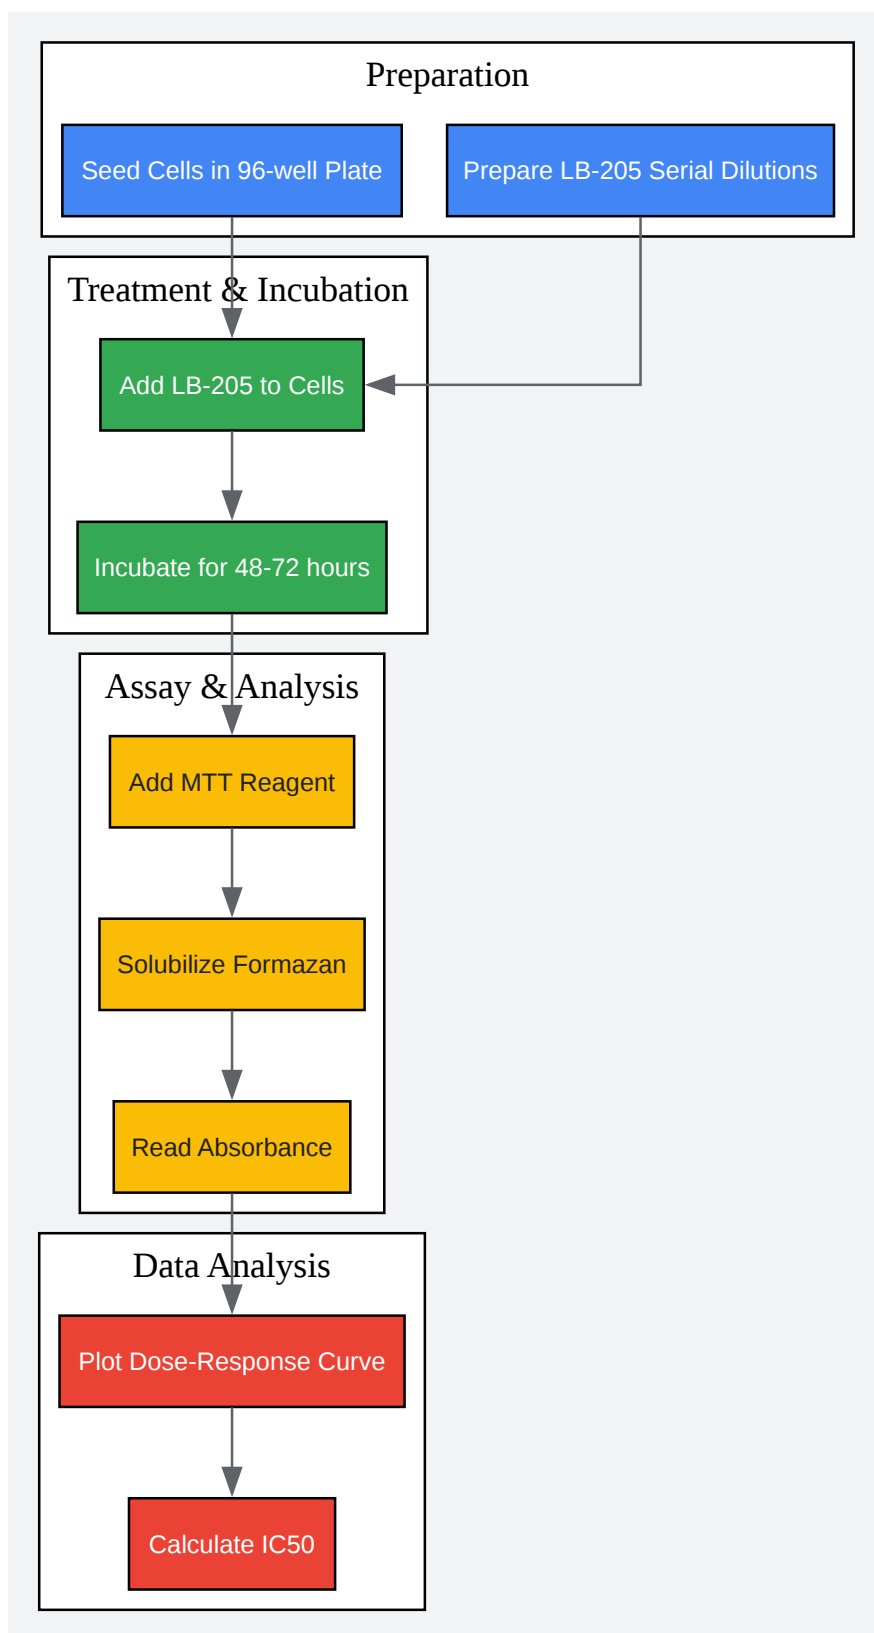 Preparation
Seed Cells in 96-well Plate
Prepare LB-205 Serial Dilutions
Treatment & Incubation
Add LB-205 to Cells
Incubate for 48-72 hours
Assay & Analysis
Add MTT Reagent
Solubilize Formazan
Read Absorbance
Data Analysis
Plot Dose-Response Curve
Calculate IC50